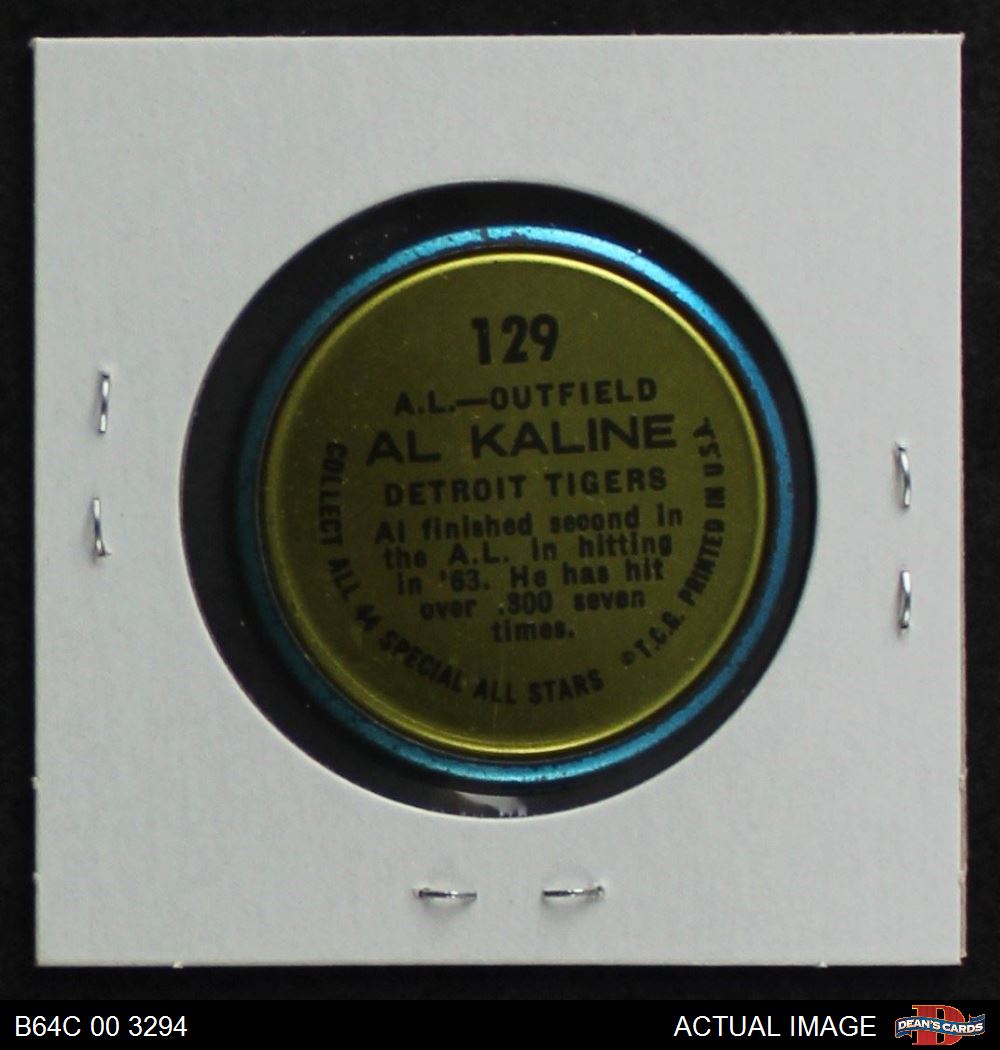 129
A.L.—OUTFIELD
AL KALINE
DETROIT TIGERS
Al finished second in
the A.L. in hitting
in '63. He has hit
over .300 seven
times.
COLLECT ALL 44 SPECIAL ALL STARS
©T.C.G. PRINTED IN USA
B64C 00 3294
ACTUAL IMAGE
D
DEAN'S CARDS